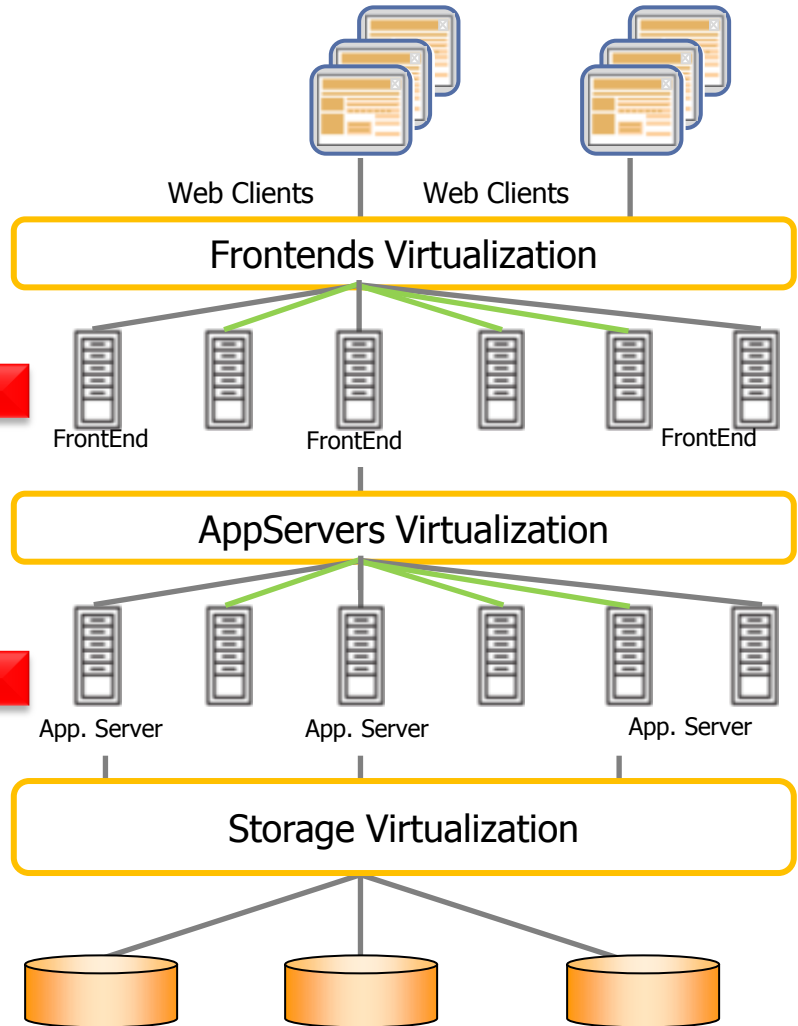 Web Clients
Web Clients
Frontends Virtualization
FrontEnd
FrontEnd
FrontEnd
AppServers Virtualization
App. Server
App. Server
App. Server
Storage Virtualization